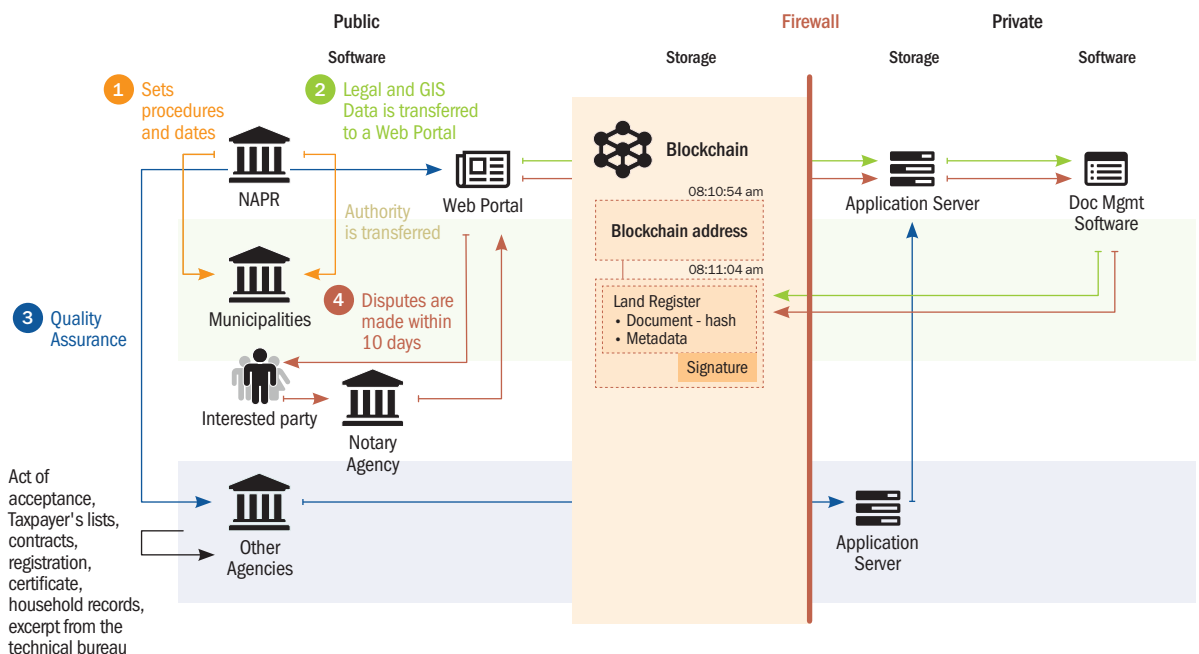 Public
Firewall
Private
Software
Storage
Storage
Software
1 Sets
procedures
and dates
2 Legal and GIS
Data is transferred
to a Web Portal
NAPR
Web Portal
Blockchain
08:10:54 am
Blockchain address
08:11:04 am
Land Register
• Document - hash
• Metadata
Signature
Application Server
Doc Mgmt
Software
Authority
is transferred
Municipalities
3 Quality
Assurance
4 Disputes are
made within
10 days
Interested party
Notary
Agency
Act of
acceptance,
Taxpayer's lists,
contracts,
registration,
certificate,
household records,
excerpt from the
technical bureau
Other
Agencies
Application
Server